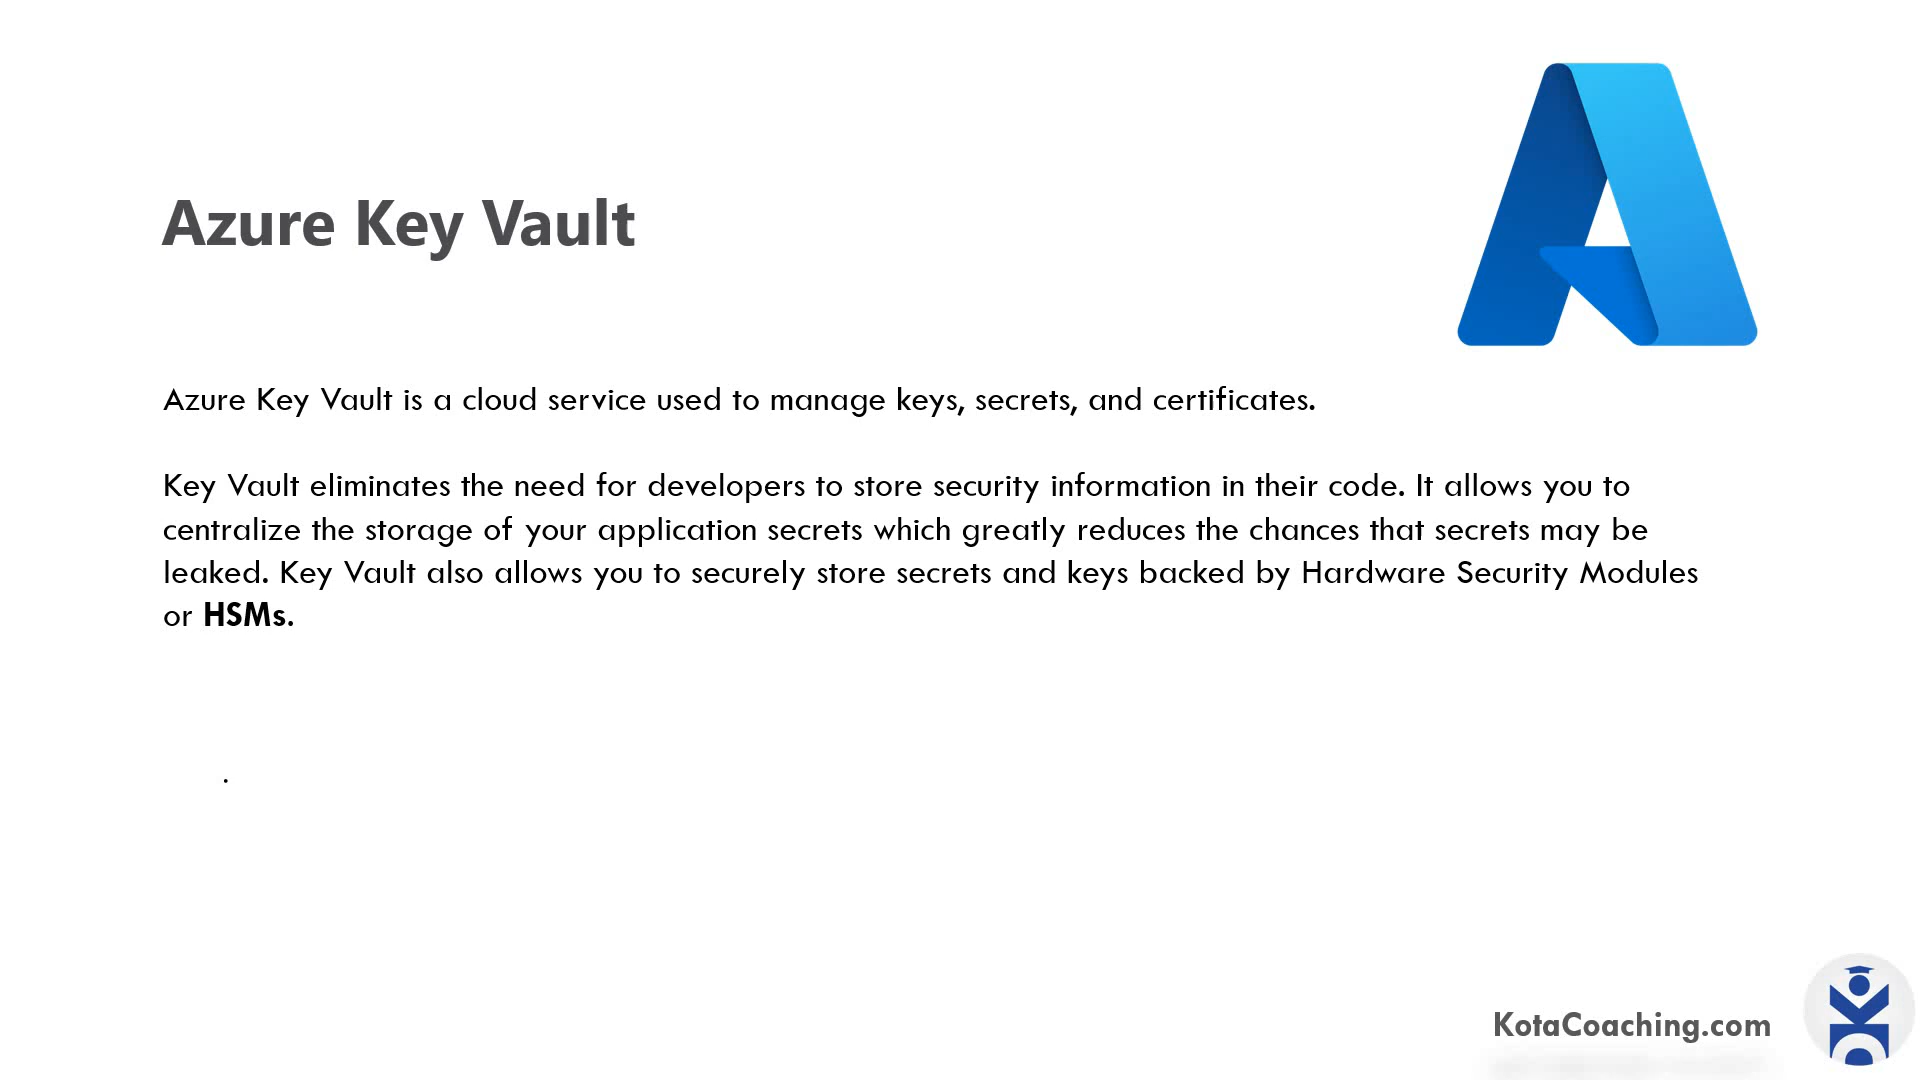 Azure Key Vault
Azure Key Vault is a cloud service used to manage keys, secrets, and certificates.
Key Vault eliminates the need for developers to store security information in their code. It allows you to
centralize the storage of your application secrets which greatly reduces the chances that secrets may be
leaked. Key Vault also allows you to securely store secrets and keys backed by Hardware Security Modules
or HSMs.
.
KotaCoaching.com